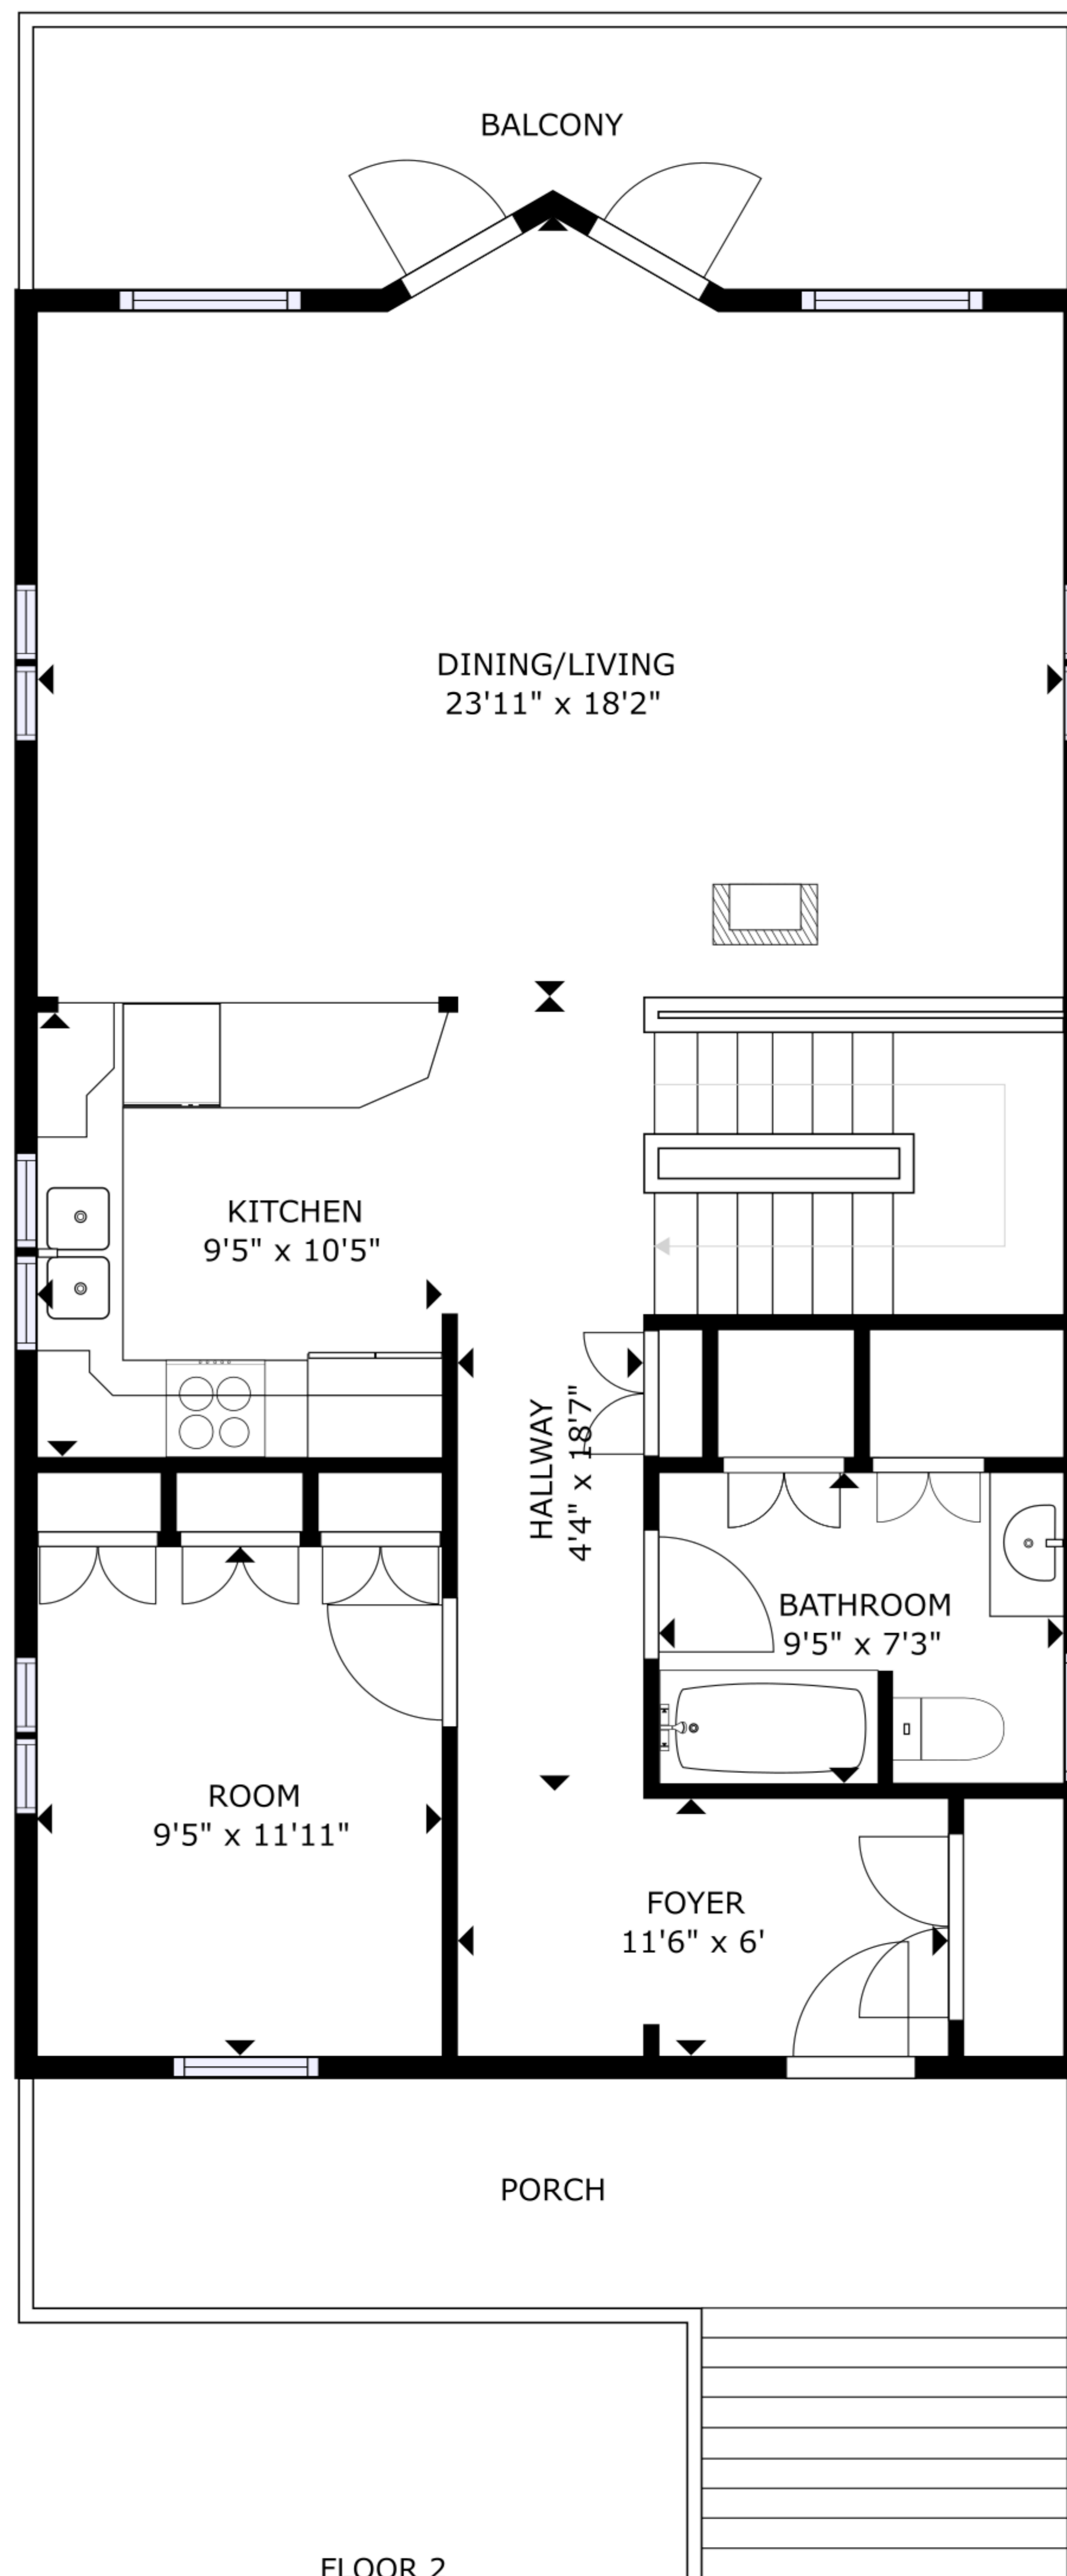 BALCONY
DINING/LIVING
23'11" x 18'2"
KITCHEN
9'5" x 10'5"
HALLWAY
4'4" x 18'7"
BATHROOM
9'5" x 7'3"
ROOM
9'5" x 11'11"
FOYER
11'6" x 6'
PORCH
FLOOR 2